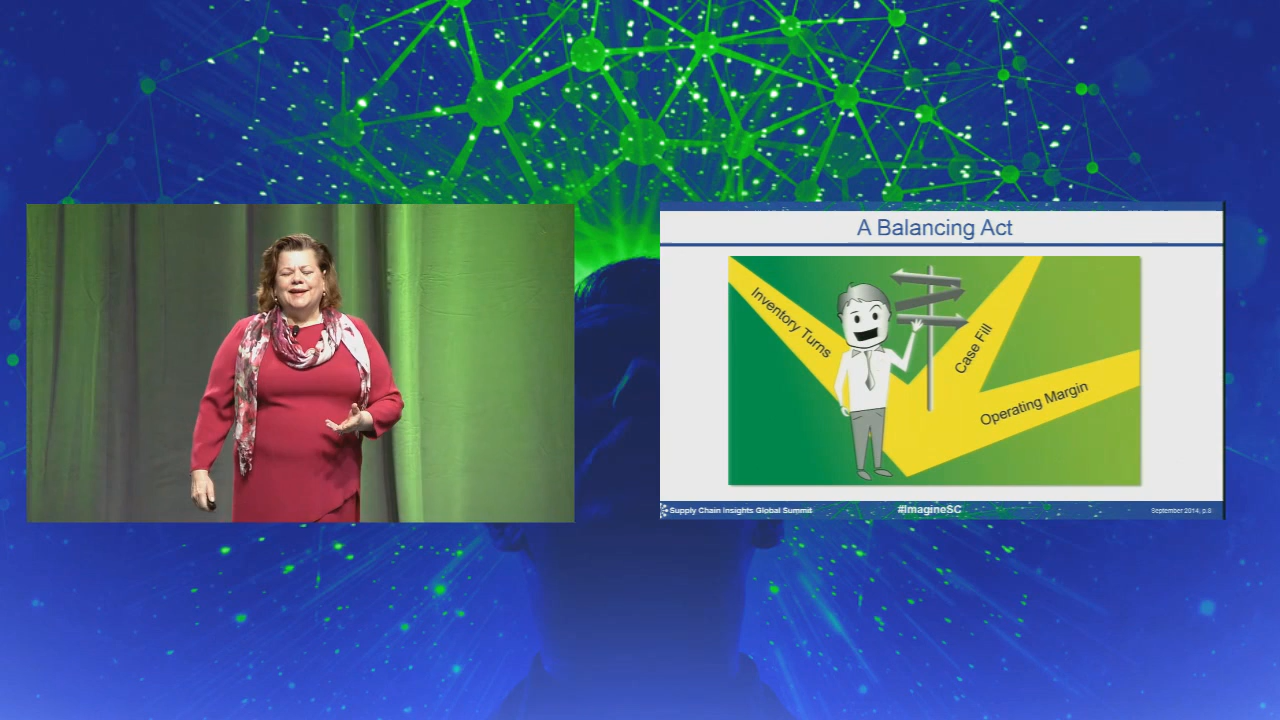 A Balancing Act
Inventory Turns
Case Fill
Operating Margin
Supply Chain Insights Global Summit
#ImagineSC
September 2014, p.8